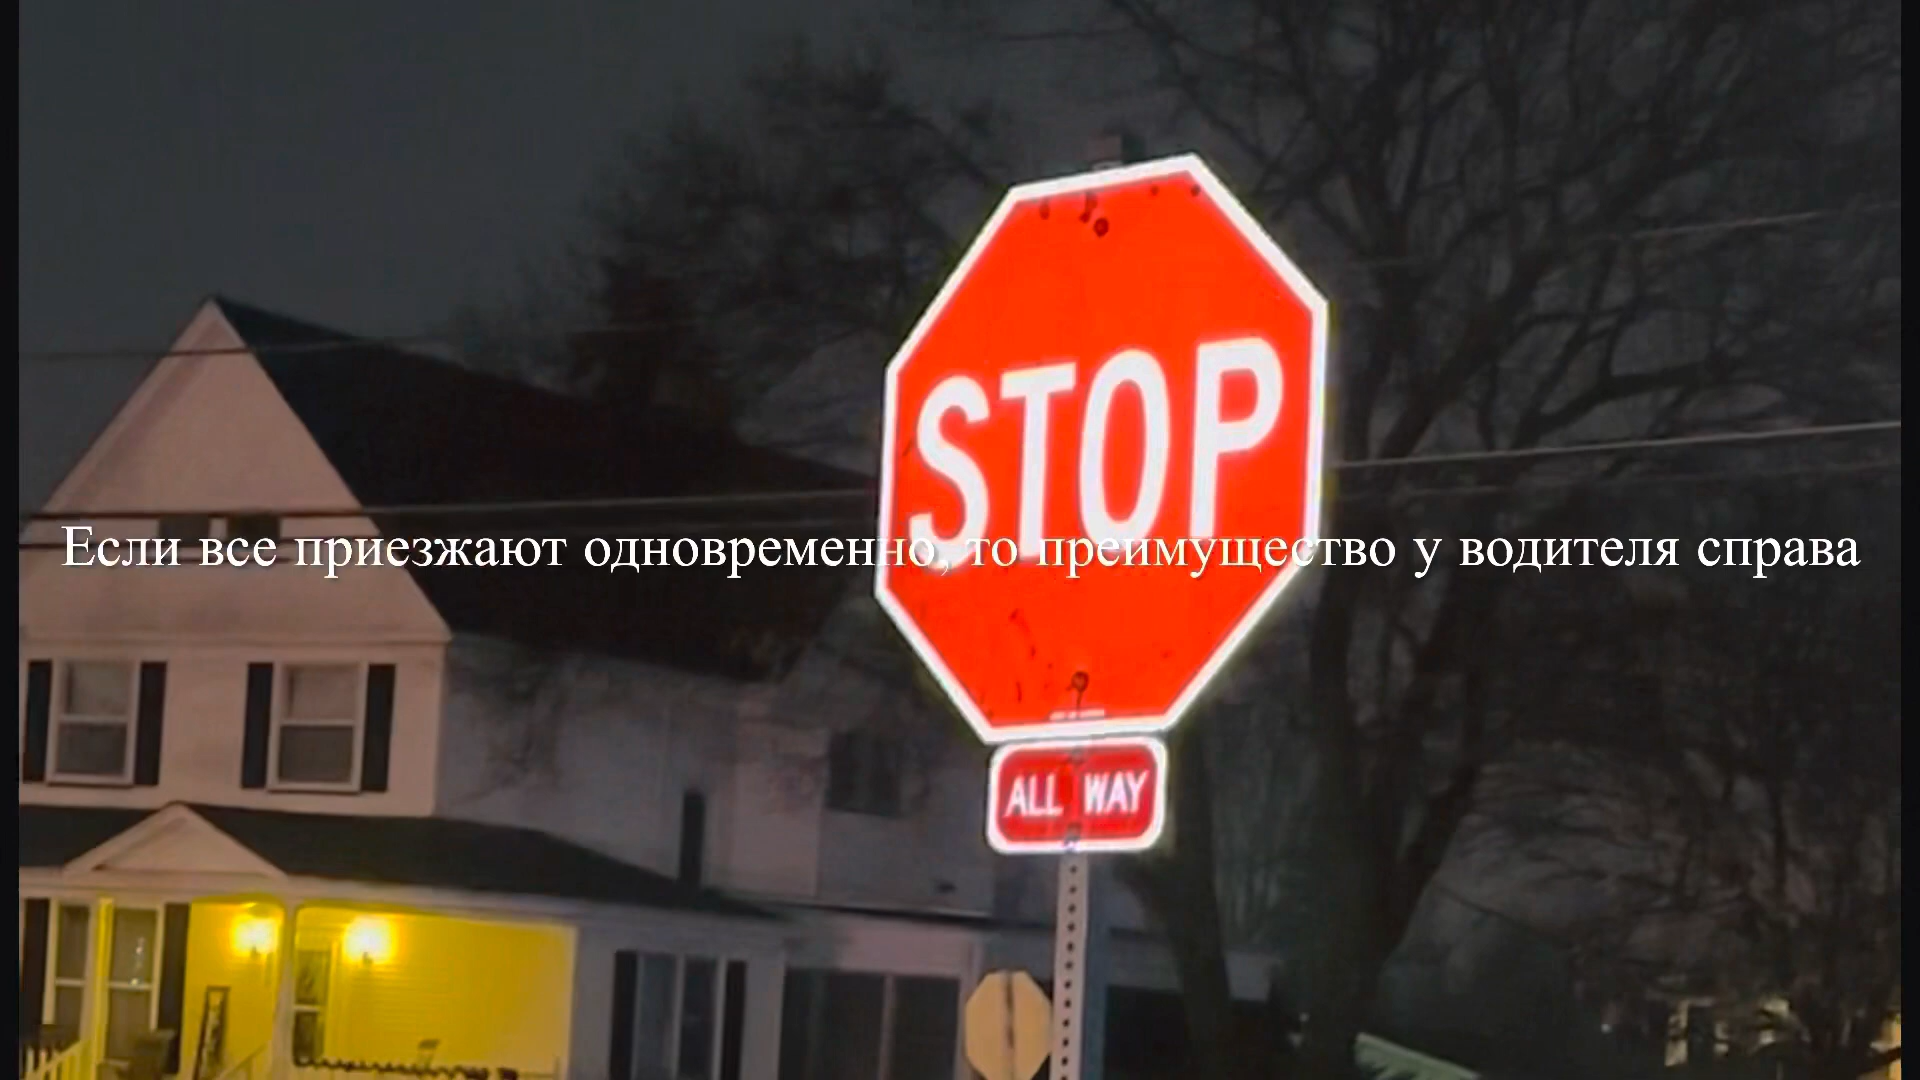 STOP
Если все приезжают одновременно, то преимущество у водителя справа
ALL WAY